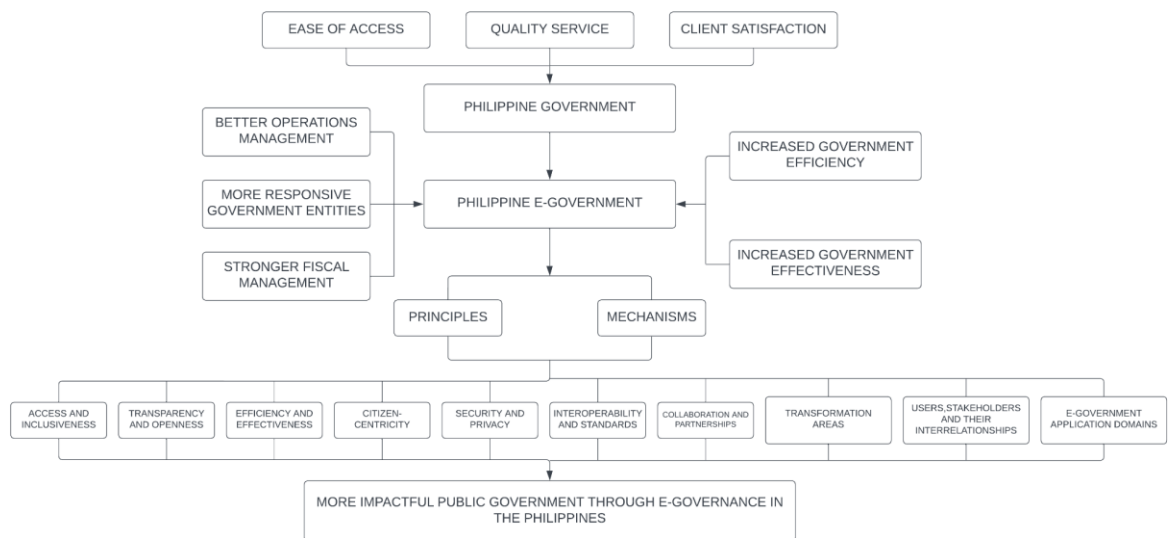 EASE OF ACCESS
QUALITY SERVICE
CLIENT SATISFACTION
PHILIPPINE GOVERNMENT
BETTER OPERATIONS
MANAGEMENT
INCREASED GOVERNMENT
EFFICIENCY
MORE RESPONSIVE
GOVERNMENT ENTITIES
PHILIPPINE E-GOVERNMENT
STRONGER FISCAL
MANAGEMENT
INCREASED GOVERNMENT
EFFECTIVENESS
PRINCIPLES
MECHANISMS
ACCESS AND
INCLUSIVENESS
TRANSPARENCY
AND OPENNESS
EFFICIENCY AND
EFFECTIVENESS
CITIZEN-
CENTRICITY
SECURITY AND
PRIVACY
INTEROPERABILITY
AND STANDARDS
COLLABORATION AND
PARTNERSHIPS
TRANSFORMATION
AREAS
USERS,STAKEHOLDERS
AND THEIR
INTERRELATIONSHIPS
E-GOVERNMENT
APPLICATION DOMAINS
MORE IMPACTFUL PUBLIC GOVERNMENT THROUGH E-GOVERNANCE IN
THE PHILIPPINES